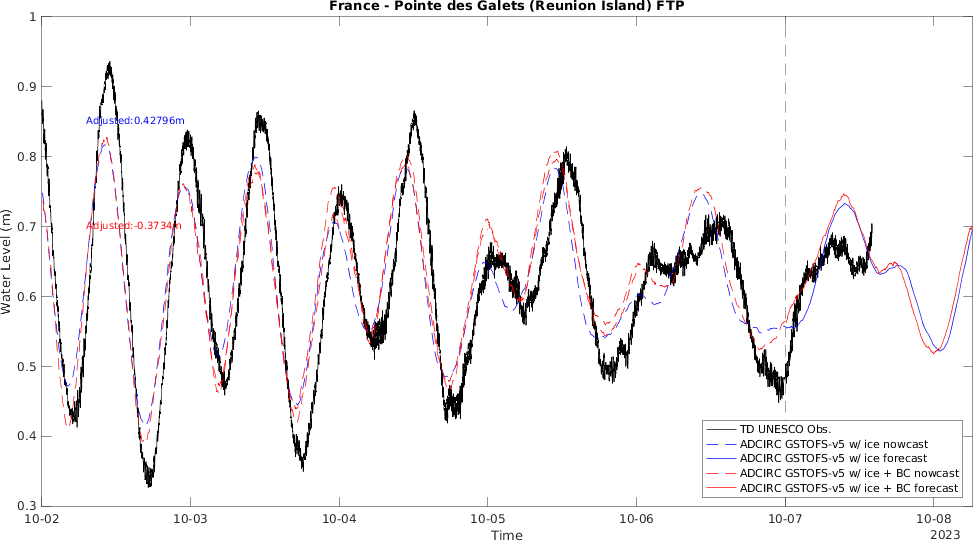 France - Pointe des Galets (Reunion Island) FTP
1
0.9
0.8
0.7
0.6
0.5
0.4
0.3
Water Level (m)
Adjusted:0.42796m
Adjusted:-0.3734m
TD UNESCO Obs.
ADCIRC GSTOFS-v5 w/ ice nowcast
ADCIRC GSTOFS-v5 w/ ice forecast
ADCIRC GSTOFS-v5 w/ ice + BC nowcast
ADCIRC GSTOFS-v5 w/ ice + BC forecast
10-02 10-03 10-04 10-05 10-06 10-07 10-08
Time
2023